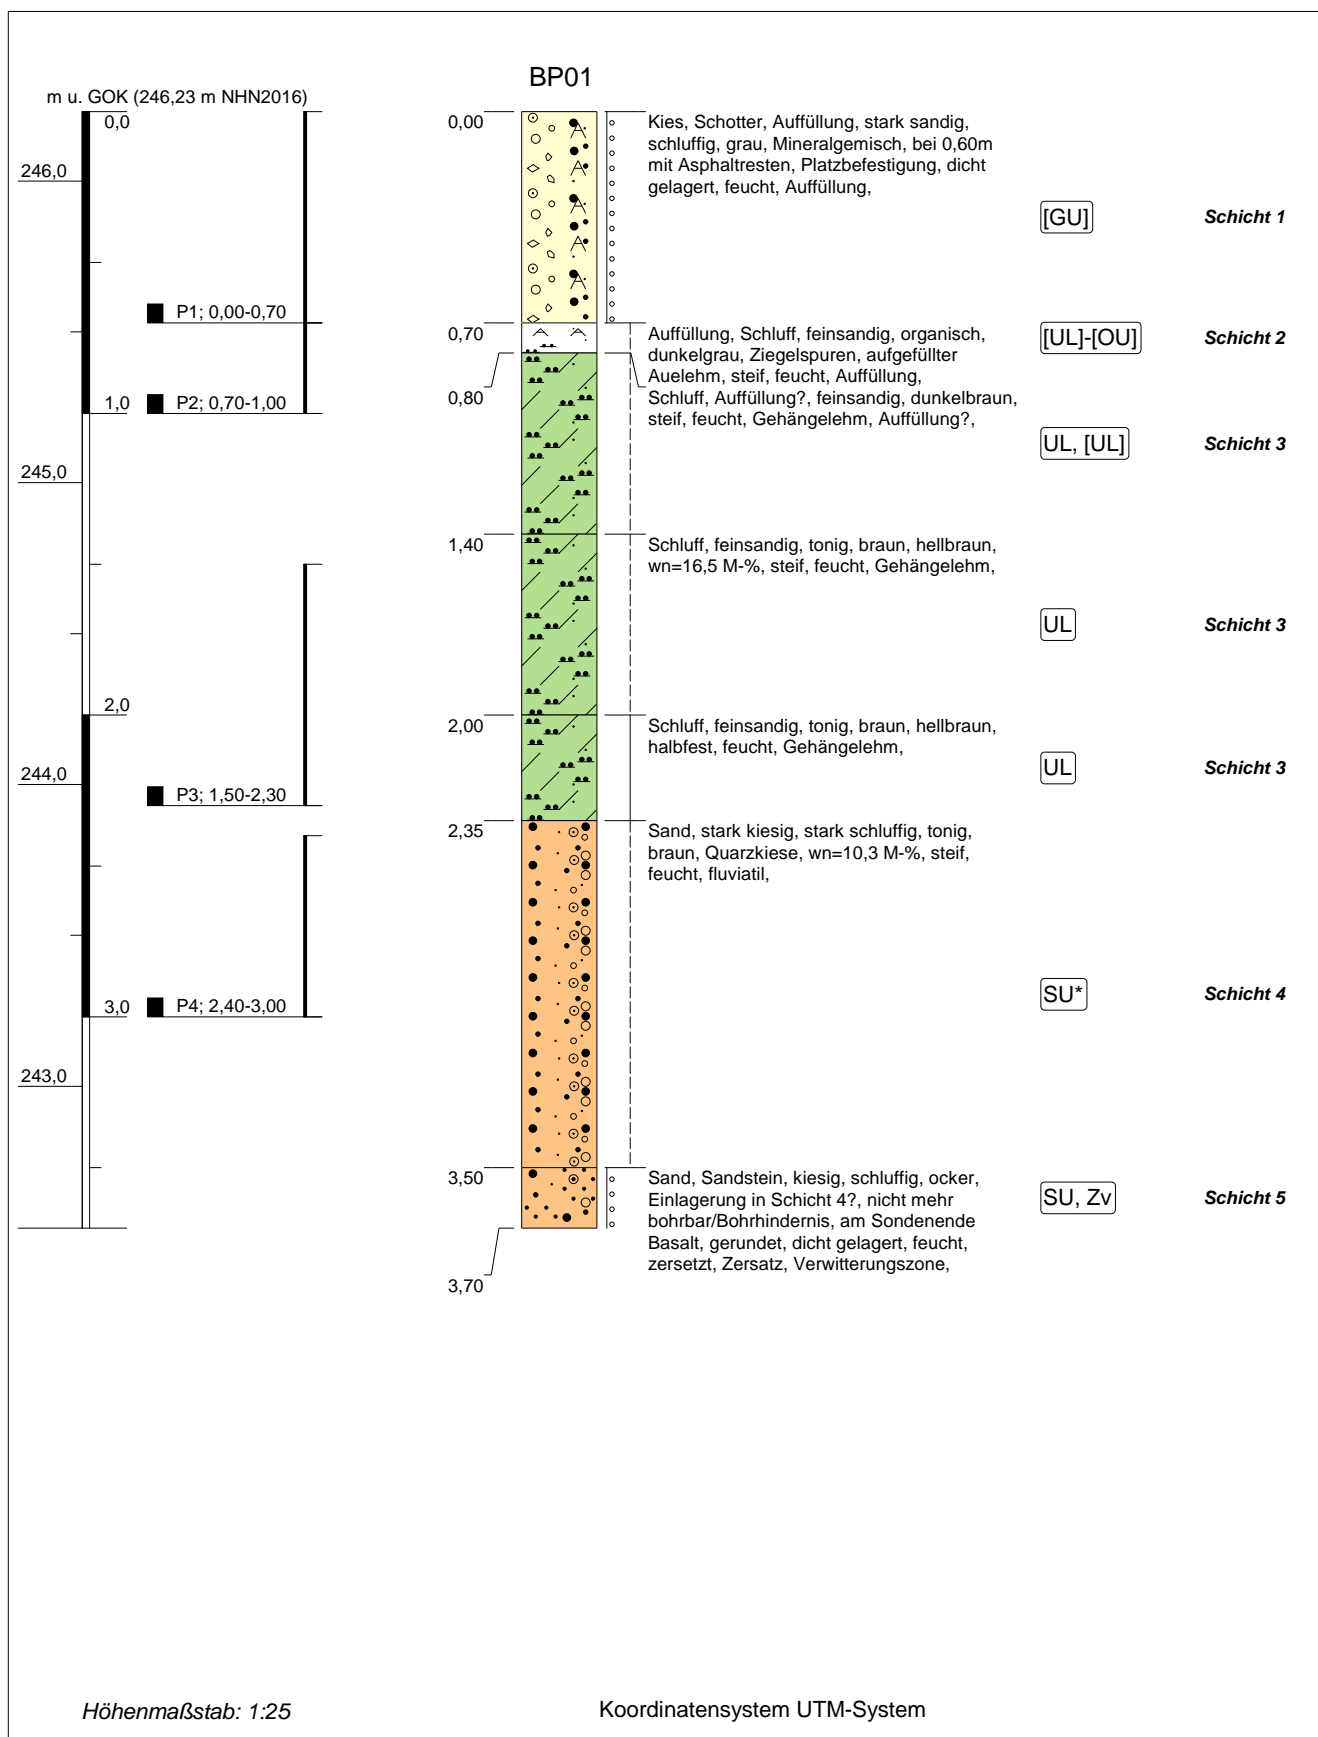 BP01
m u. GOK (246,23 m NHN2016)
0,0
246,0
1,0
245,0
2,0
244,0
3,0
243,0
P1; 0,00-0,70
P2; 0,70-1,00
P3; 1,50-2,30
P4; 2,40-3,00
0,00
Kies, Schotter, Auffüllung, stark sandig,
schluffig, grau, Mineralgemisch, bei 0,60m
mit Asphaltresten, Platzbefestigung, dicht
gelagert, feucht, Auffüllung,
[GU]
Schicht 1
0,70
Auffüllung, Schluff, feinsandig, organisch,
dunkelgrau, Ziegelspuren, aufgefüllter
Auelehm, steif, feucht, Auffüllung,
[UL]-[OU]
Schicht 2
0,80
Schluff, Auffüllung?, feinsandig, dunkelbraun,
steif, feucht, Gehängelehm, Auffüllung?,
UL, [UL]
Schicht 3
1,40
Schluff, feinsandig, tonig, braun, hellbraun,
wn=16,5 M-%, steif, feucht, Gehängelehm,
UL
Schicht 3
2,00
Schluff, feinsandig, tonig, braun, hellbraun,
halbfest, feucht, Gehängelehm,
UL
Schicht 3
2,35
Sand, stark kiesig, stark schluffig, tonig,
braun, Quarzkiese, wn=10,3 M-%, steif,
feucht, fluviatil,
SU*
Schicht 4
3,50
Sand, Sandstein, kiesig, schluffig, ocker,
Einlagerung in Schicht 4?, nicht mehr
bohrbar/Bohrhindernis, am Sondenende
Basalt, gerundet, dicht gelagert, feucht,
zersetzt, Zersatz, Verwitterungszone,
SU, Zv
Schicht 5
3,70
Höhenmaßstab: 1:25
Koordinatensystem UTM-System